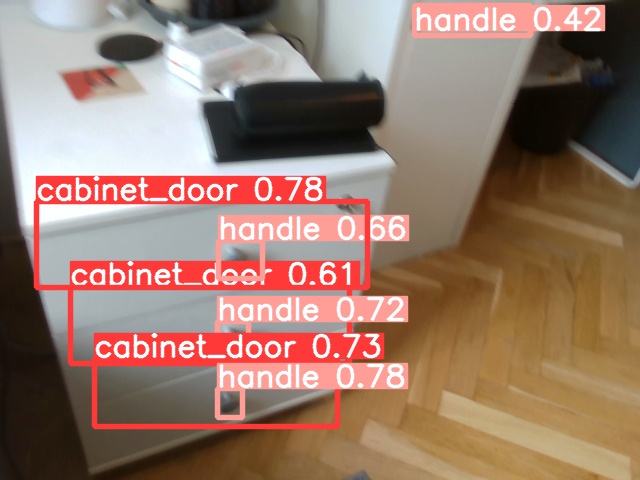 handle 0.42
cabinet_door 0.78
handle 0.66
cabinet_door 0.61
handle 0.72
cabinet_door 0.73
handle 0.78